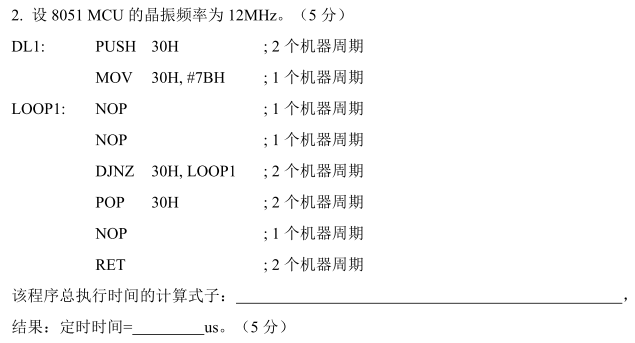 2. 设 8051 MCU 的晶振频率为 12MHz。（5 分）
DL1: PUSH 30H ; 2 个机器周期
MOV 30H, #7BH ; 1 个机器周期
LOOP1: NOP ; 1 个机器周期
NOP ; 1 个机器周期
DJNZ 30H, LOOP1 ; 2 个机器周期
POP 30H ; 2 个机器周期
NOP ; 1 个机器周期
RET ; 2 个机器周期
该程序总执行时间的计算式子：____________________，
结果：定时时间=_________us。（5 分）